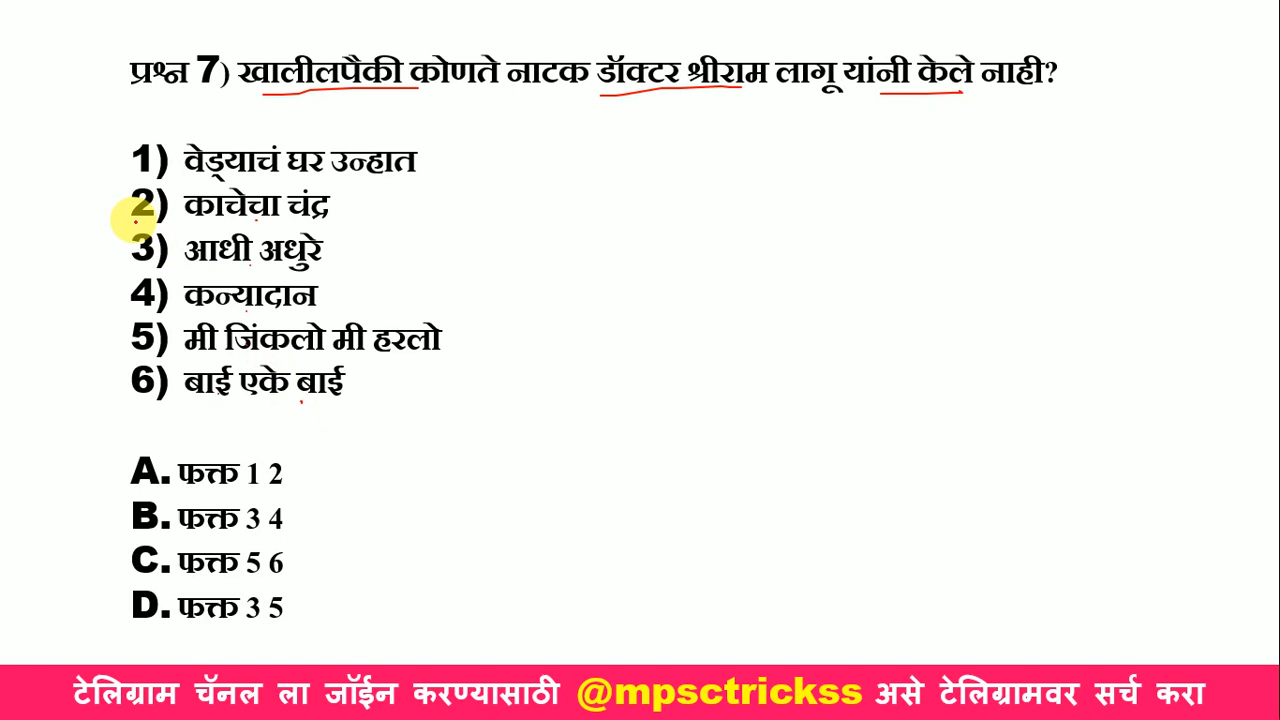 प्रश्न 7) खालीलपैकी कोणते नाटक डॉक्टर श्रीराम लागू यांनी केले नाही?
1) वेड्याचं घर उन्हात
2) काचेचा चंद्र
3) आधी अधुरे
4) कन्यादान
5) मी जिंकलो मी हरलो
6) बाई एके बाई
A. फक्त 1 2
B. फक्त 3 4
C. फक्त 5 6
D. फक्त 3 5
टेलिग्राम चॅनल ला जॉईन करण्यासाठी @mpsctrickss असे टेलिग्रामवर सर्च करा